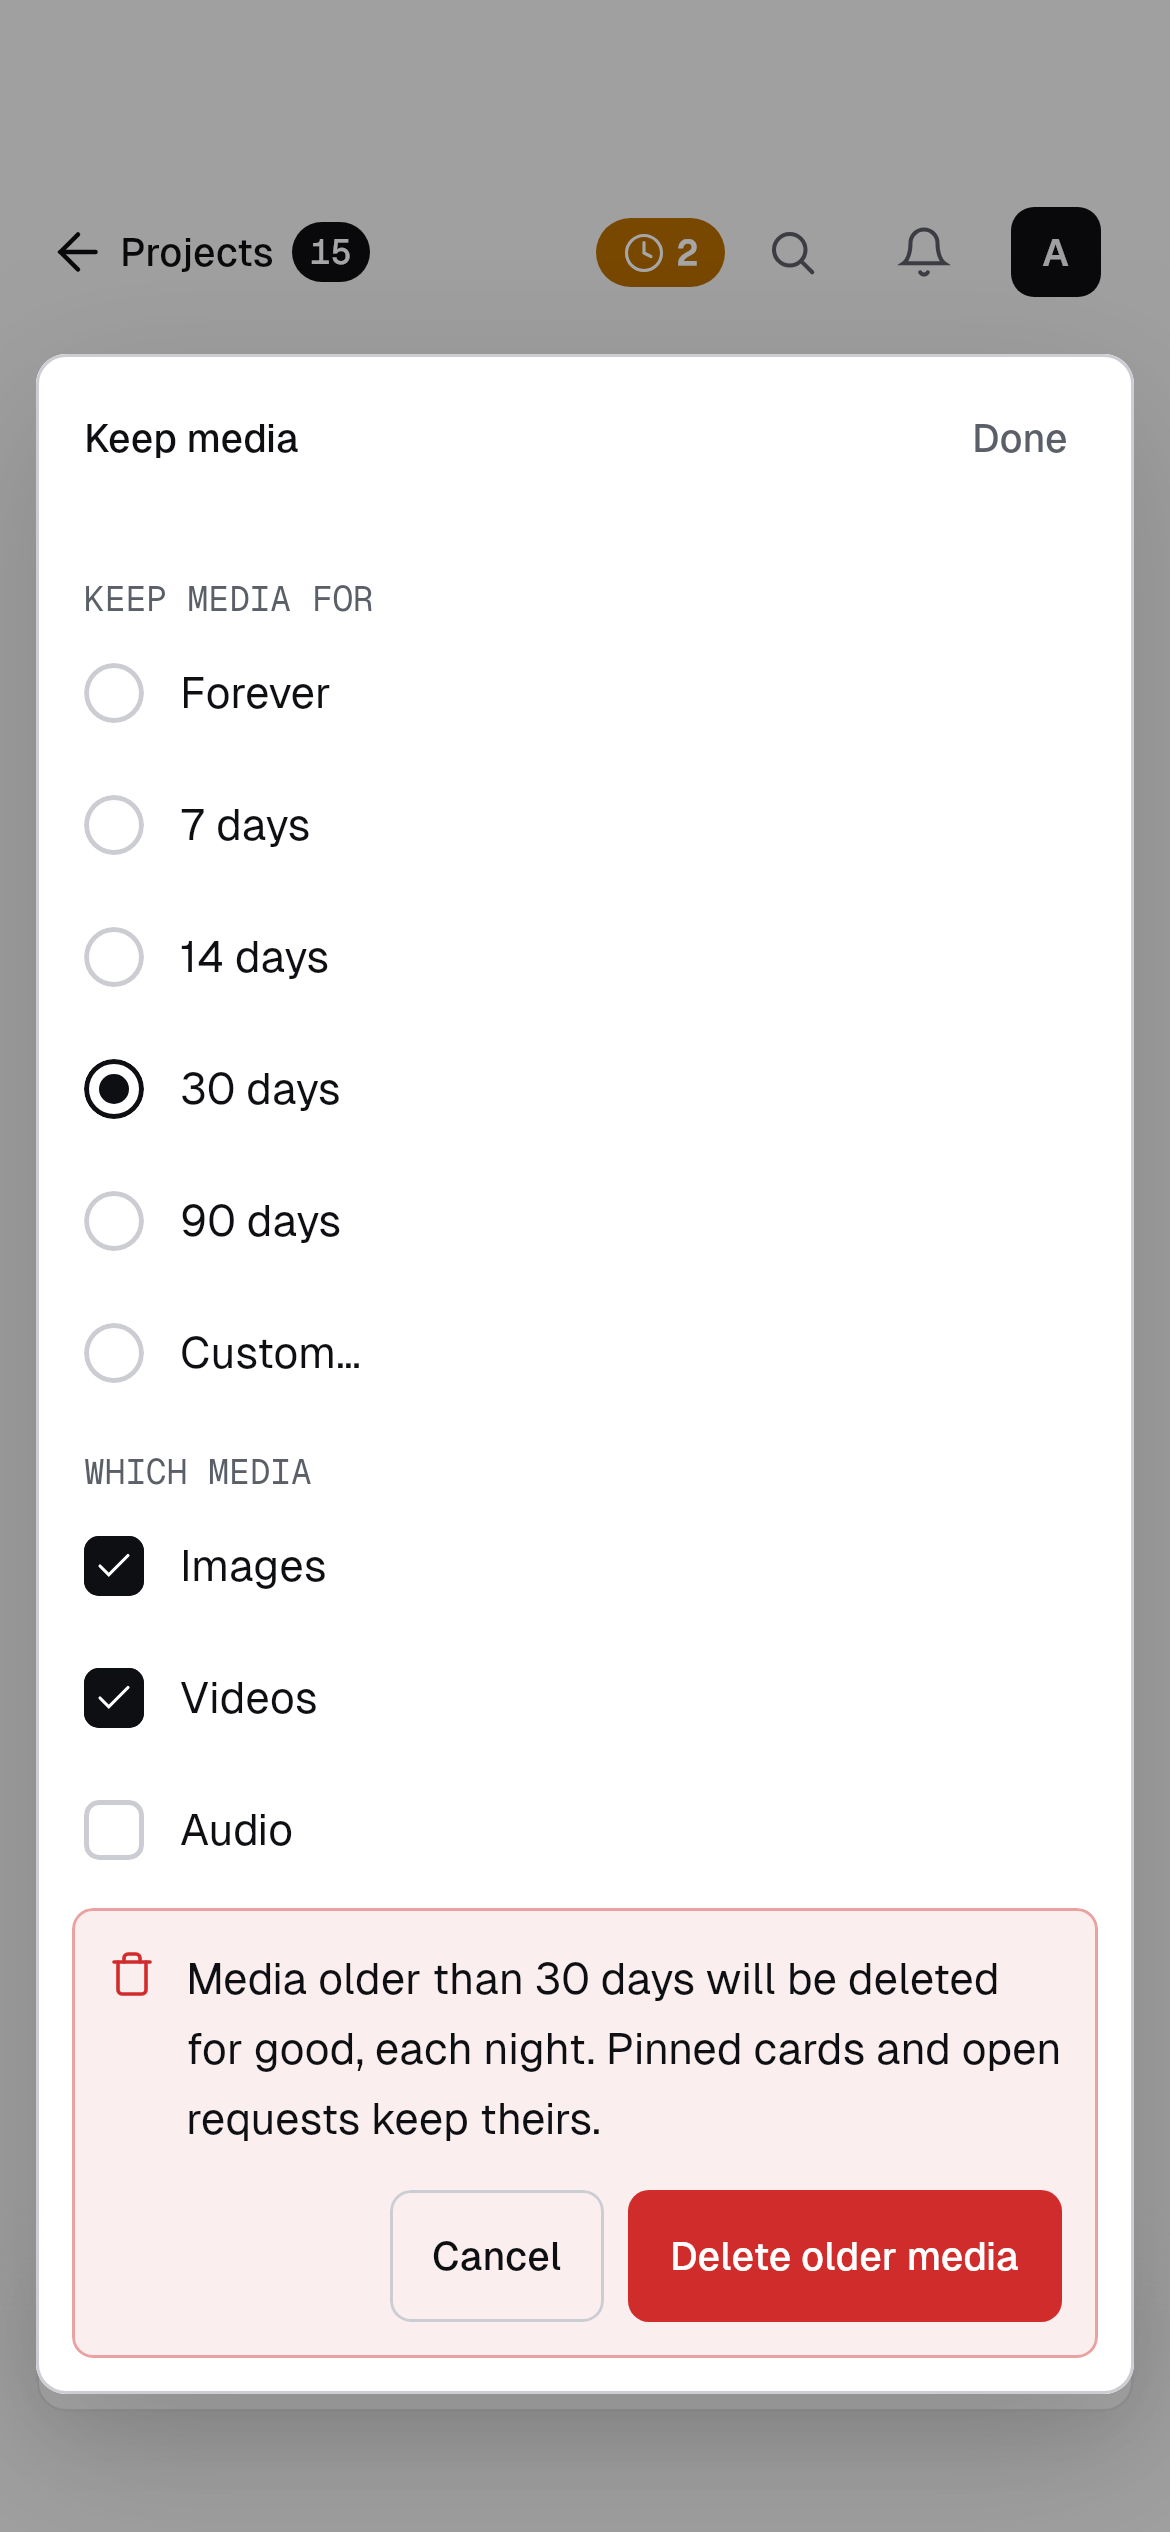 Projects 15 2 A
Keep media Done
KEEP MEDIA FOR
Forever
7 days
14 days
30 days
90 days
Custom...
WHICH MEDIA
Images
Videos
Audio
Media older than 30 days will be deleted
for good, each night. Pinned cards and open
requests keep theirs.
Cancel Delete older media